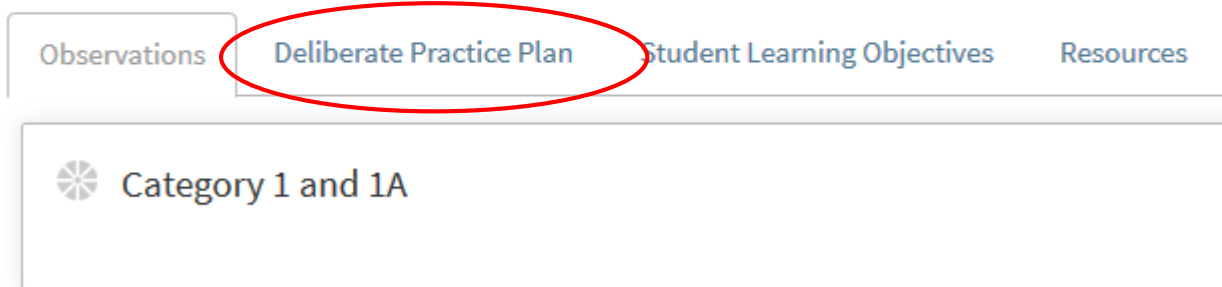 Observations Deliberate Practice Plan Student Learning Objectives Resources
Category 1 and 1A